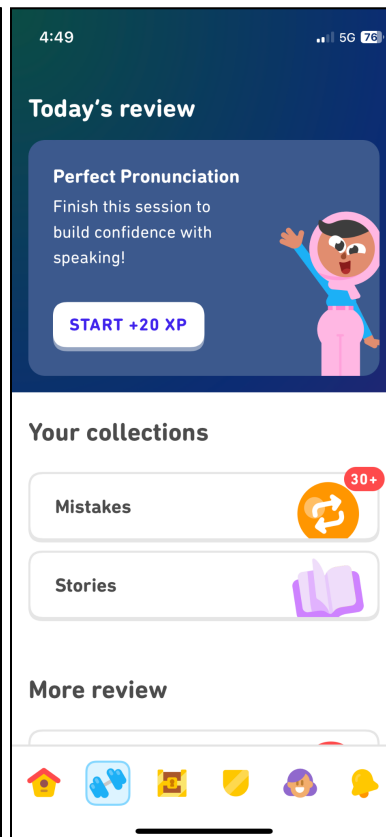 4:49
5G 76
Today's review
Perfect Pronunciation
Finish this session to
build confidence with
speaking!
START +20 XP
Your collections
30+
Mistakes
Stories
More review